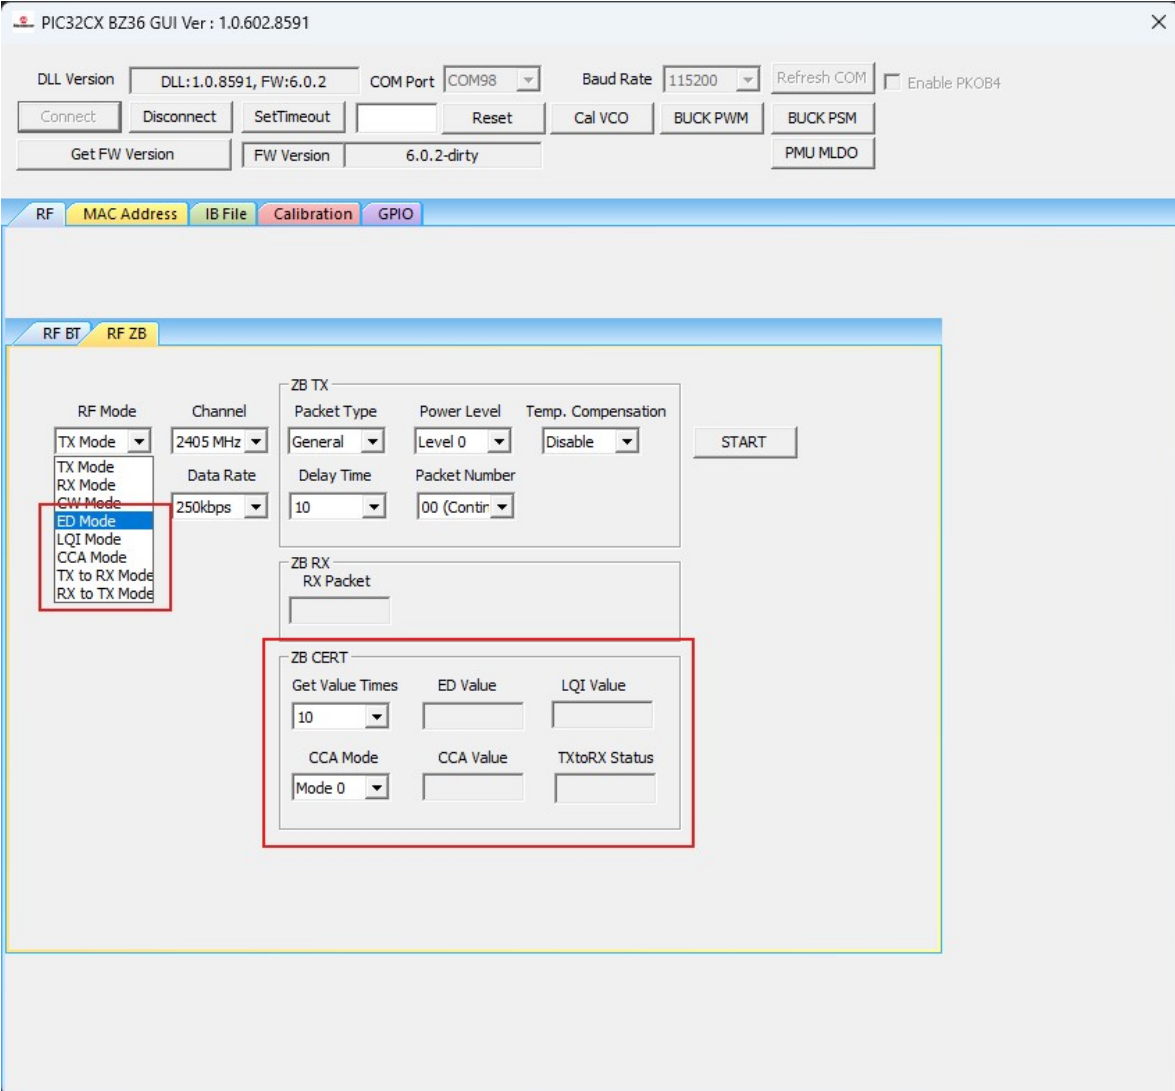 PIC32CX BZ36 GUI Ver : 1.0.602.8591
DLL Version DLL:1.0.8591, FW:6.0.2 COM Port COM98 Baud Rate 115200 Refresh COM Enable PKOB4
Connect Disconnect SetTimeout Reset Cal VCO BUCK PWM BUCK PSM
Get FW Version FW Version 6.0.2-dirty PMU MLDO
RF MAC Address IB File Calibration GPIO
RF BT RF ZB
ZB TX
RF Mode Channel Packet Type Power Level Temp. Compensation
TX Mode 2405 MHz General Level 0 Disable START
TX Mode
RX Mode
CW Mode
ED Mode
LQI Mode
CCA Mode
TX to RX Mode
RX to TX Mode
Data Rate Delay Time Packet Number
250kbps 10 00 (Contir
ZB RX
RX Packet
ZB CERT
Get Value Times ED Value LQI Value
10
CCA Mode CCA Value TXtoRX Status
Mode 0